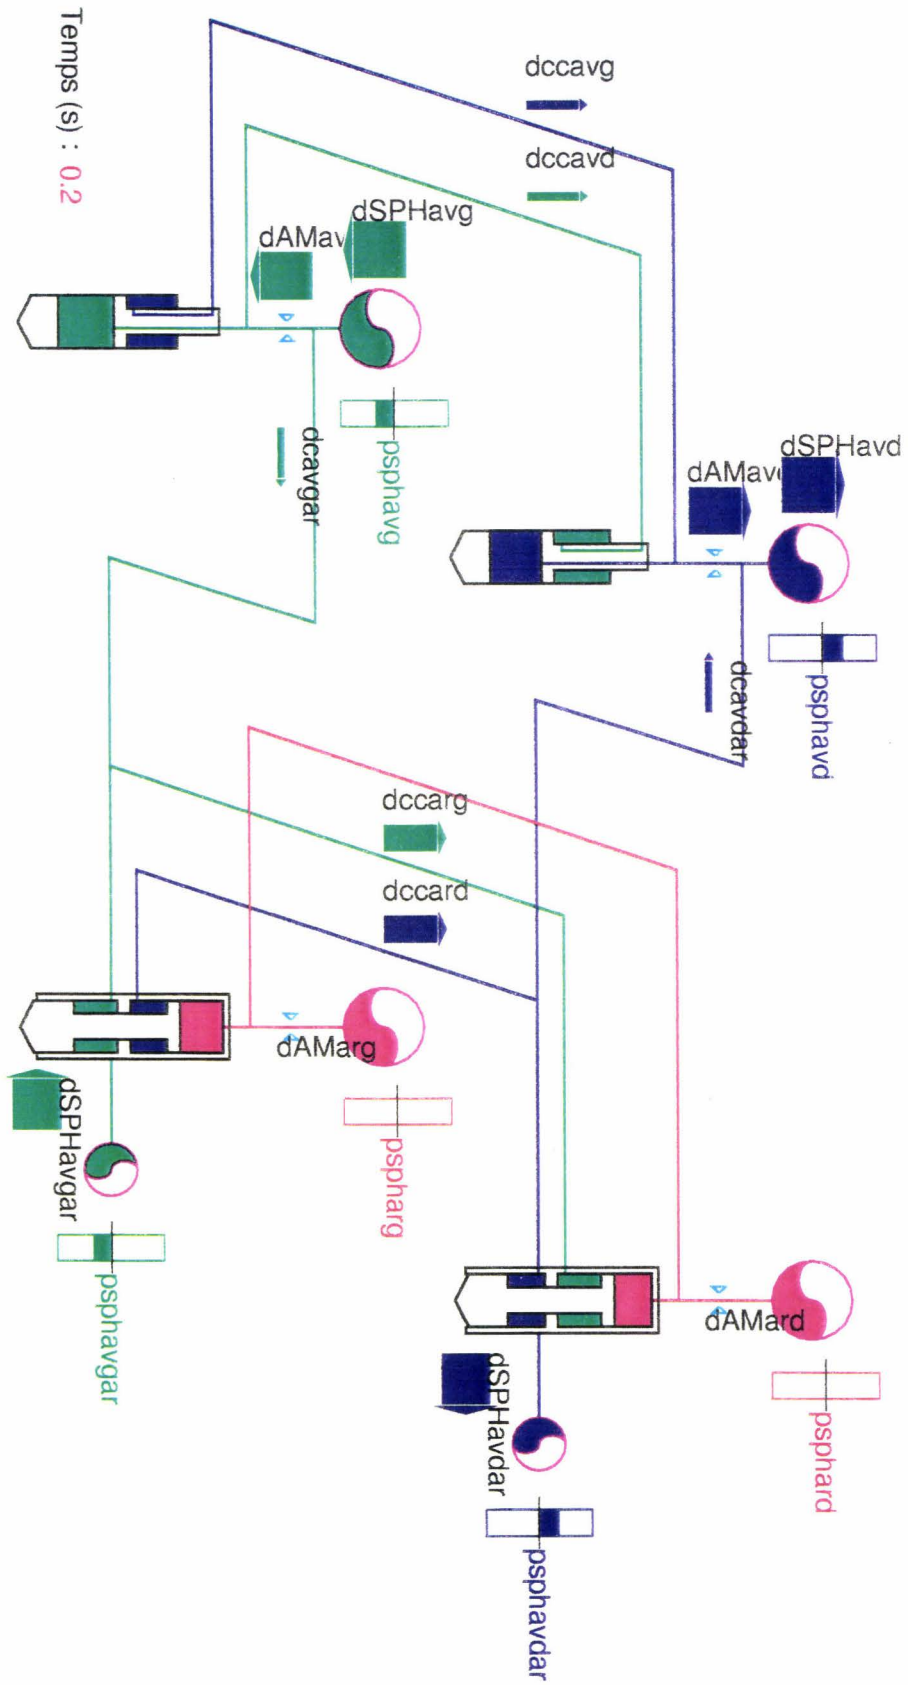 Temps (s) : 0.2
dccavg
dccavd
dSPHavg
dAMav
psphavg
dcavgar
dSPHavd
dAMav
psphavd
dcavdar
dccarg
dccard
dAMarg
dSPHavgar
pspharg
psphavgar
dAMard
dSPHavdar
psphard
psphavdar